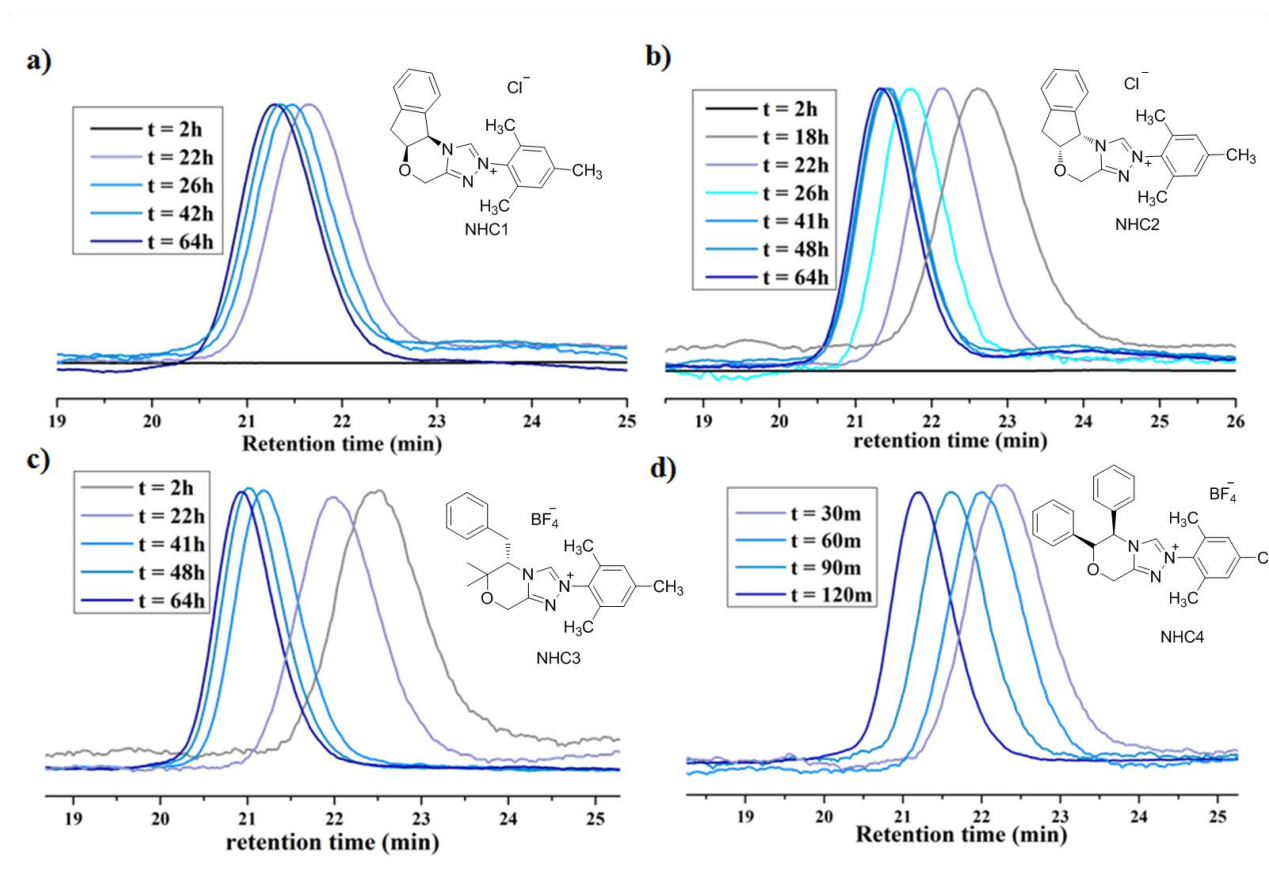 a)
t = 2h
t = 22h
t = 26h
t = 42h
t = 64h
Cl⁻
H₃C
O
N
N
N
+
CH₃
H₃C
NHC1
19 20 21 22 23 24 25
Retention time (min)
b)
t = 2h
t = 18h
t = 22h
t = 26h
t = 41h
t = 48h
t = 64h
Cl⁻
H₃C
O
N
N
N
+
CH₃
H₃C
NHC2
19 20 21 22 23 24 25 26
retention time (min)
c)
t = 2h
t = 22h
t = 41h
t = 48h
t = 64h
BF₄⁻
H₃C
O
N
N
N
+
CH₃
H₃C
NHC3
19 20 21 22 23 24 25
retention time (min)
d)
t = 30m
t = 60m
t = 90m
t = 120m
BF₄⁻
H₃C
O
N
N
N
+
C
H₃C
NHC4
19 20 21 22 23 24 25
Retention time (min)